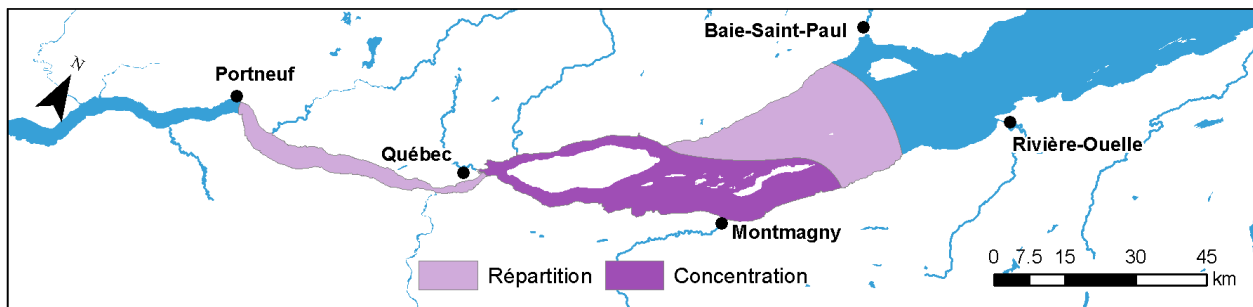 Baie-Saint-Paul
N
Portneuf
Québec
Rivière-Ouelle
Montmagny
Répartition
Concentration
0 7.5 15 30 45
km